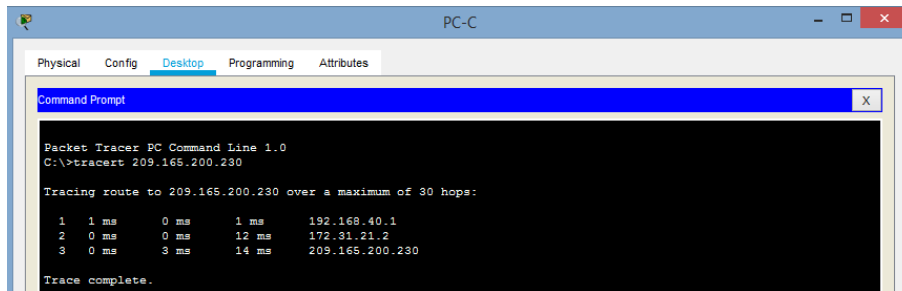 PC-C
Physical Config Desktop Programming Attributes
Command Prompt X
Packet Tracer PC Command Line 1.0
C:\>tracert 209.165.200.230
Tracing route to 209.165.200.230 over a maximum of 30 hops:
1 1 ms 0 ms 1 ms 192.168.40.1
2 0 ms 0 ms 12 ms 172.31.21.2
3 0 ms 3 ms 14 ms 209.165.200.230
Trace complete.